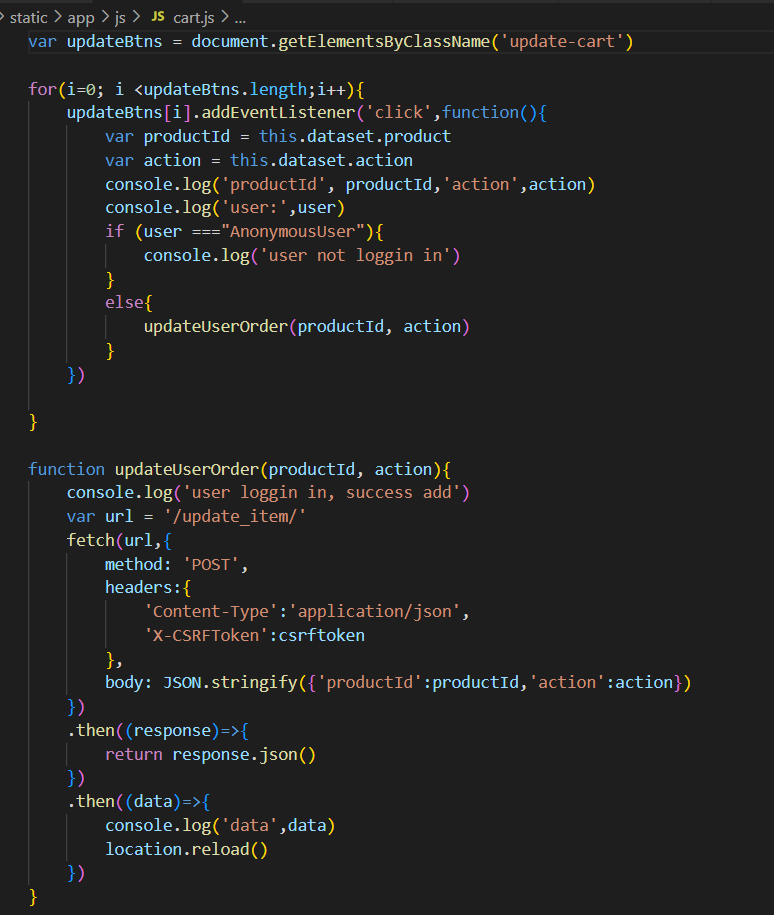 static > app > js > JS cart.js > ...
var updateBtns = document.getElementsByClassName('update-cart')
for(i=0; i <updateBtns.length;i++){
updateBtns[i].addEventListener('click',function(){
var productId = this.dataset.product
var action = this.dataset.action
console.log('productId', productId,'action',action)
console.log('user:',user)
if (user ==="AnonymousUser"){
console.log('user not loggin in')
}
else{
updateUserOrder(productId, action)
}
})
}
function updateUserOrder(productId, action){
console.log('user loggin in, success add')
var url = '/update_item/'
fetch(url,{
method: 'POST',
headers:{
'Content-Type':'application/json',
'X-CSRFToken':csrftoken
},
body: JSON.stringify({'productId':productId,'action':action})
})
.then((response)=>{
return response.json()
})
.then((data)=>{
console.log('data',data)
location.reload()
})
}